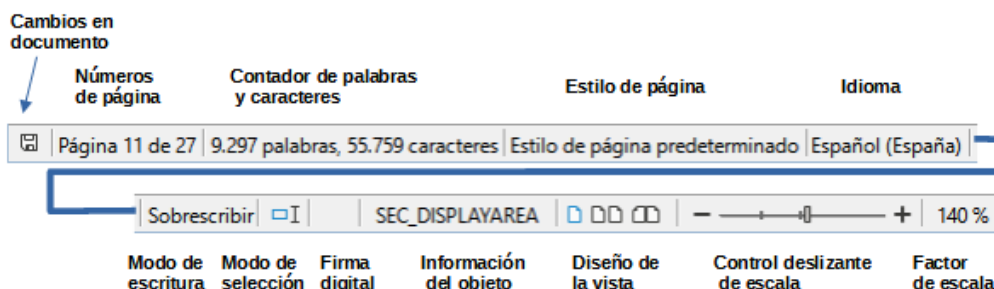 Cambios en
documento
Números
de página
Contador de palabras
y caracteres
Estilo de página
Idioma
Página 11 de 27 9.297 palabras, 55.759 caracteres Estilo de página predeterminado Español (España)
Sobrescribir SEC_DISPLAYAREA 140 %
Modo de
escritura
Modo de
selección
Firma
digital
Información
del objeto
Diseño de
la vista
Control deslizante
de escala
Factor
de escala